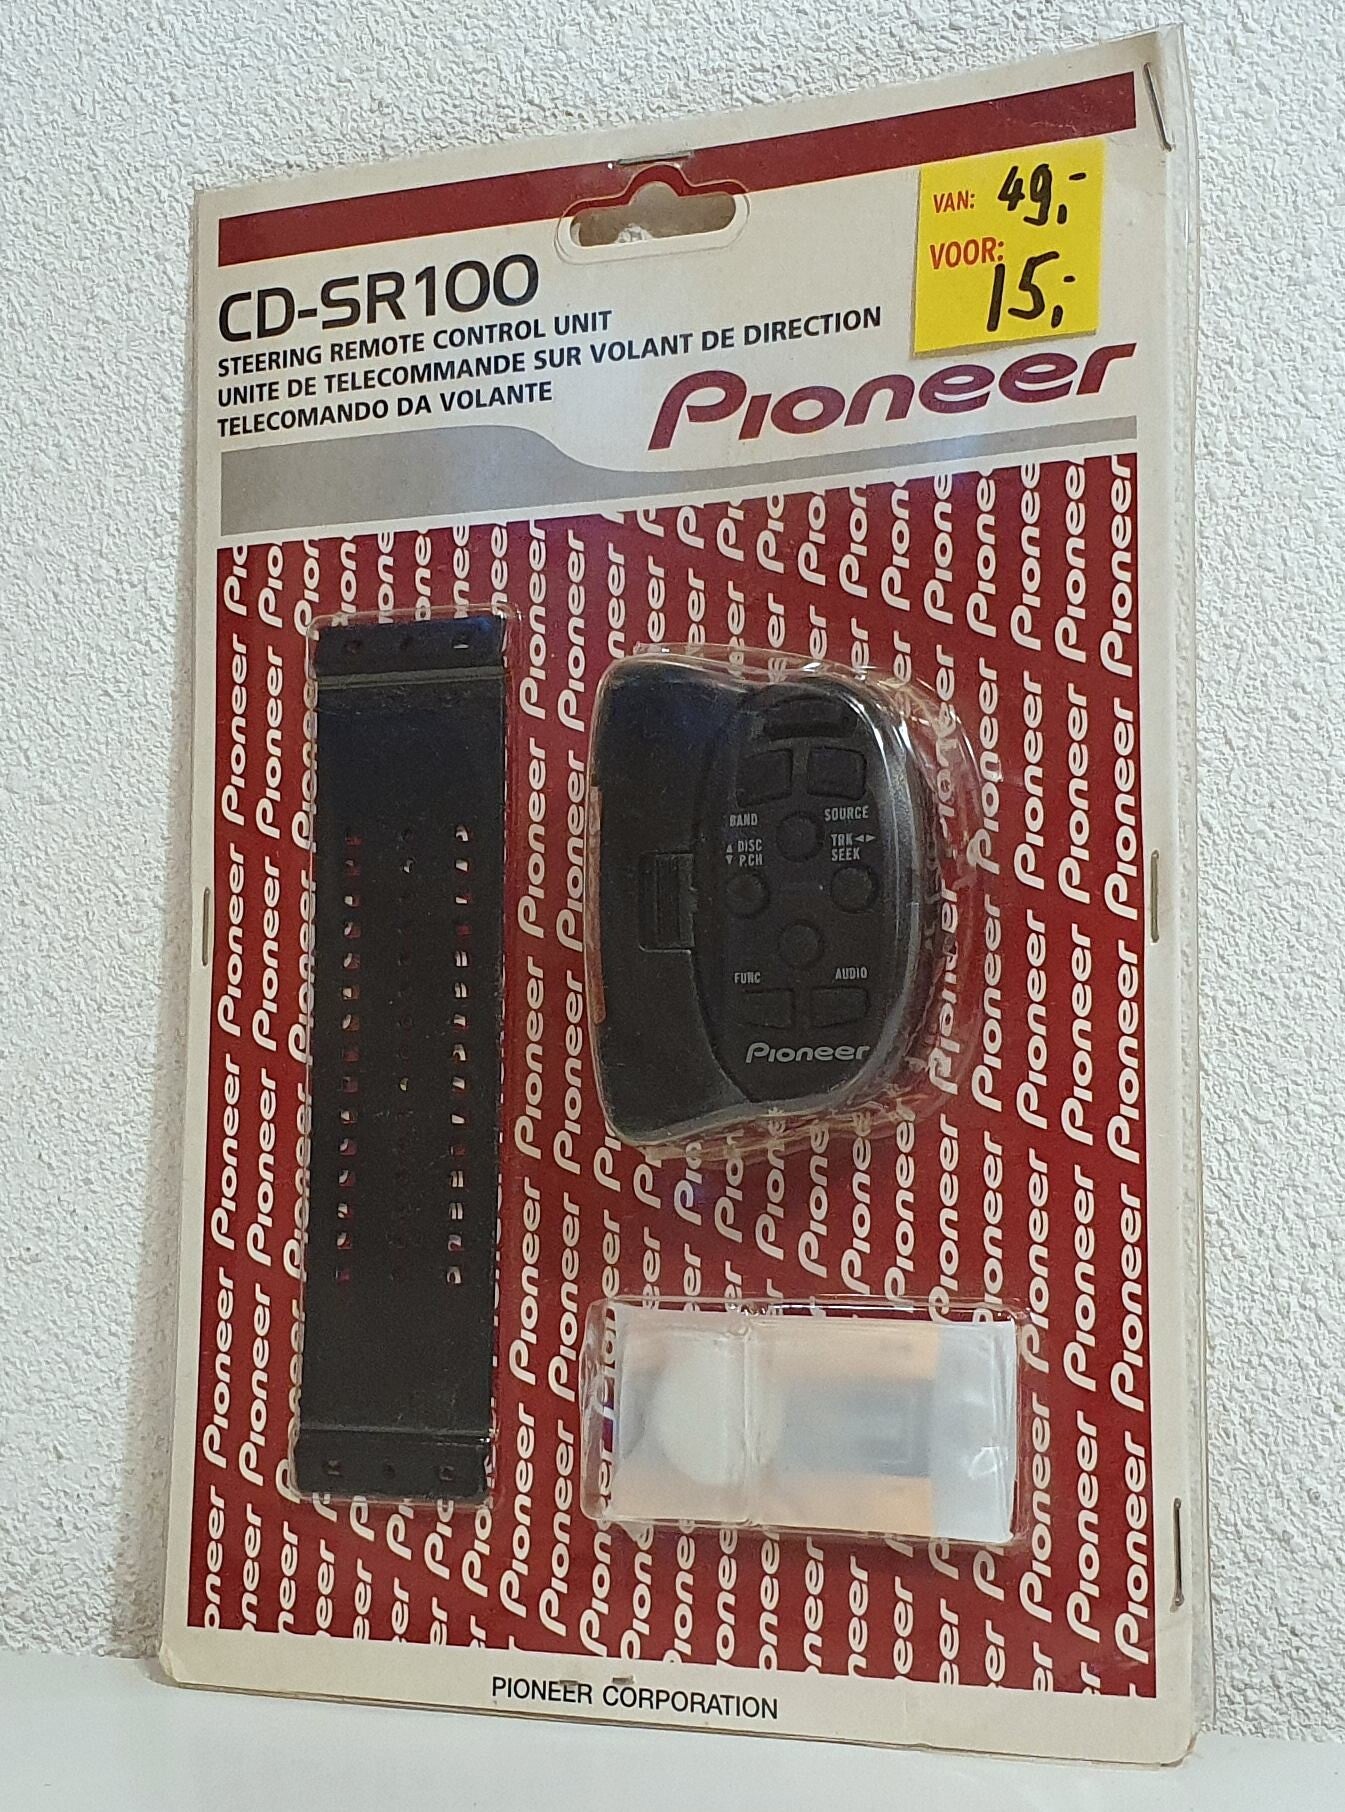 VAN: 49,-
VOOR: 15,-
CD-SR100
STEERING REMOTE CONTROL UNIT
UNITE DE TELECOMMANDE SUR VOLANT DE DIRECTION
TELECOMANDO DA VOLANTE
Pioneer
BAND SOURCE
▲ DISC TRK◄►
▼ P.CH SEEK
FUNC AUDIO
Pioneer
PIONEER CORPORATION